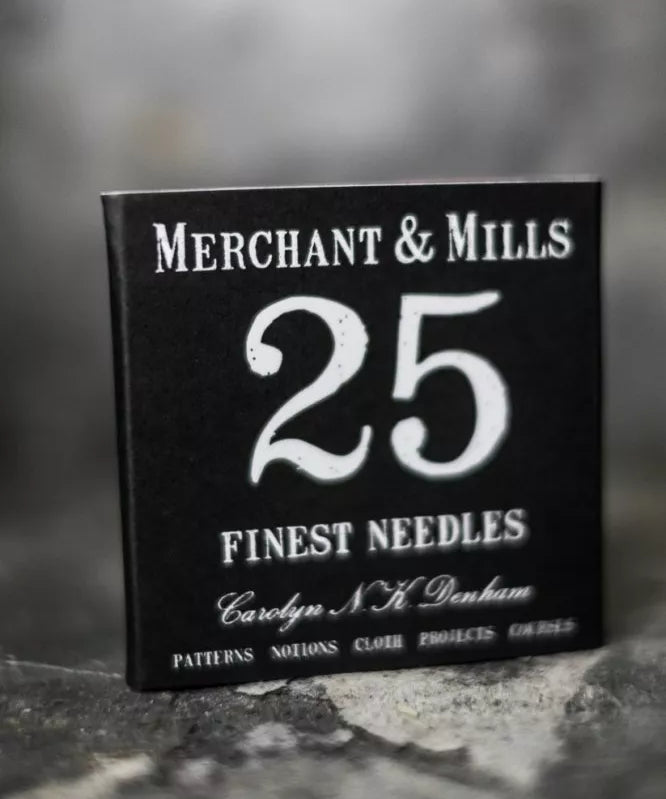 MERCHANT & MILLS
25
FINEST NEEDLES
Carolyn N.K. Denham
PATTERNS NOTIONS CLOTH PROJECTS COURSES